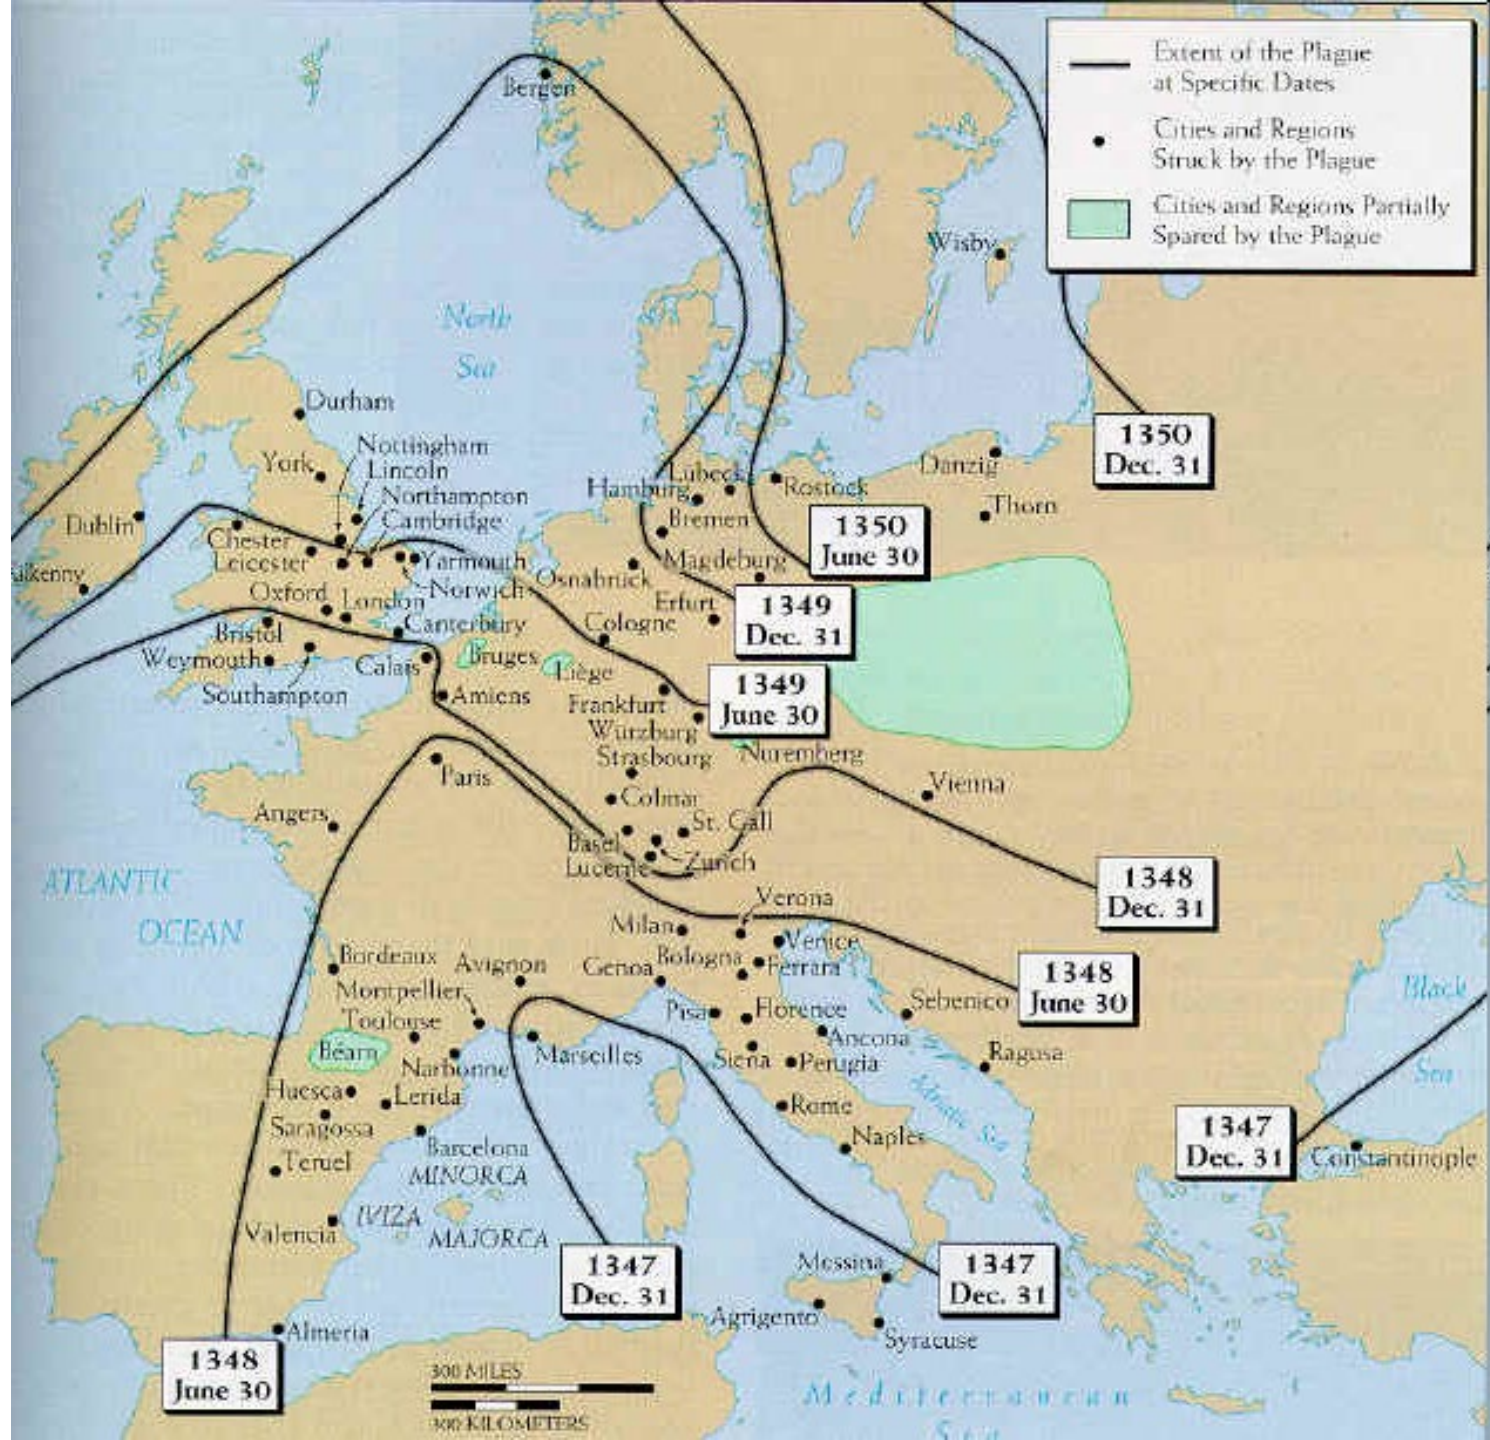 Extent of the Plague
at Specific Dates
Cities and Regions
Struck by the Plague
Cities and Regions Partially
Spared by the Plague
Bergen
Wisby
North
Sea
Durham
Nottingham
York
Lincoln
Northampton
Cambridge
Dublin
Chester
Leicester
Yarmouth
Norwich
Oxford
London
Canterbury
Bristol
Weymouth
Southampton
Calais
Amiens
Bruges
Liège
Hamburg
Lübeck
Rostock
Bremen
Danzig
Thorn
1350
Dec. 31
1350
June 30
Magdeburg
Osnabrück
Erfurt
Cologne
1349
Dec. 31
1349
June 30
Frankfurt
Würzburg
Strasbourg
Nuremberg
Paris
Angers
Colmar
St. Gall
Basel
Lucerne
Zurich
Vienna
1348
Dec. 31
ATLANTIC
OCEAN
Verona
Milan
Venice
Bologna
Ferrara
Genoa
Avignon
Bordeaux
Montpellier
Toulouse
Béarn
Narbonne
Marseilles
Pisa
Florence
Siena
Ancona
Perugia
Sebenico
1348
June 30
Ragusa
Black
Sea
Adriatic Sea
Huesca
Lerida
Saragossa
Barcelona
Teruel
MINORCA
Valencia
IVIZA
MAJORCA
Rome
Naples
1347
Dec. 31
Constantinople
1347
Dec. 31
Messina
1347
Dec. 31
Agrigento
Syracuse
Almeria
1348
June 30
300 MILES
300 KILOMETERS
Mediterranean
Sea